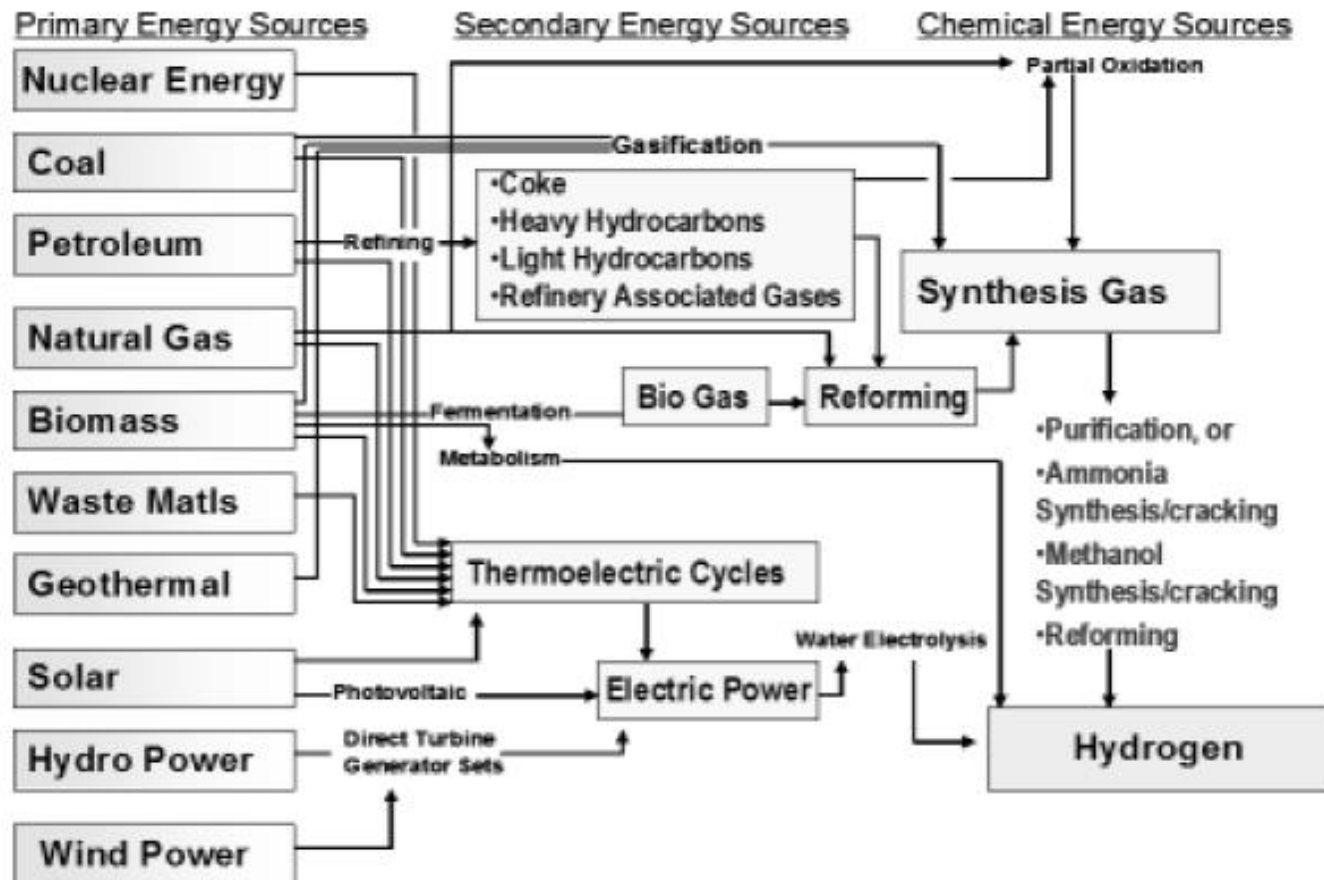 Primary Energy Sources
Secondary Energy Sources
Chemical Energy Sources
Nuclear Energy
Partial Oxidation
Coal
Gasification
•Coke
•Heavy Hydrocarbons
•Light Hydrocarbons
•Refinery Associated Gases
Petroleum
Refining
Synthesis Gas
Natural Gas
Bio Gas
Reforming
Biomass
Fermentation
Metabolism
•Purification, or
•Ammonia
Synthesis/cracking
•Methanol
Synthesis/cracking
•Reforming
Waste Matls
Geothermal
Thermoelectric Cycles
Water Electrolysis
Solar
Photovoltaic
Electric Power
Hydro Power
Direct Turbine
Generator Sets
Hydrogen
Wind Power